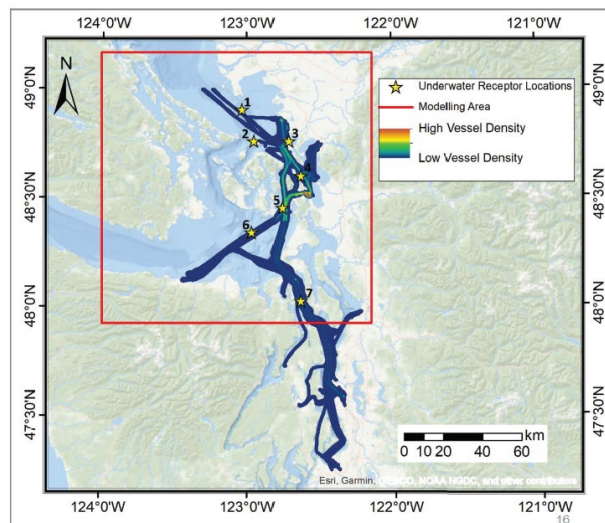 124°0'W 123°0'W 122°0'W 121°0'W
N
49°0'N 49°0'N
Underwater Receptor Locations
Modelling Area
High Vessel Density
Low Vessel Density
1
2 3
4
48°30'N 48°30'N
5
6
7
48°0'N 48°0'N
47°30'N 47°30'N
km
0 10 20 40 60
Esri, Garmin, GEBCO, NOAA NGDC, and other contributors
124°0'W 123°0'W 122°0'W 121°0'W
16